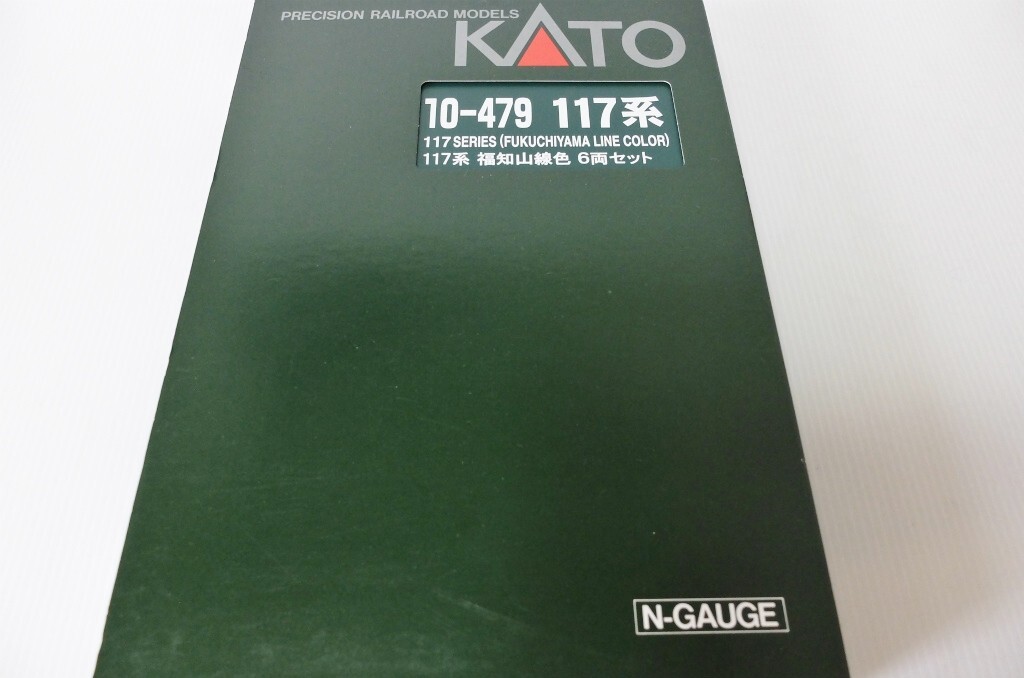 PRECISION RAILROAD MODELS
KATO
10-479 117系
117 SERIES (FUKUCHIYAMA LINE COLOR)
117系 福知山線色 6両セット
N-GAUGE